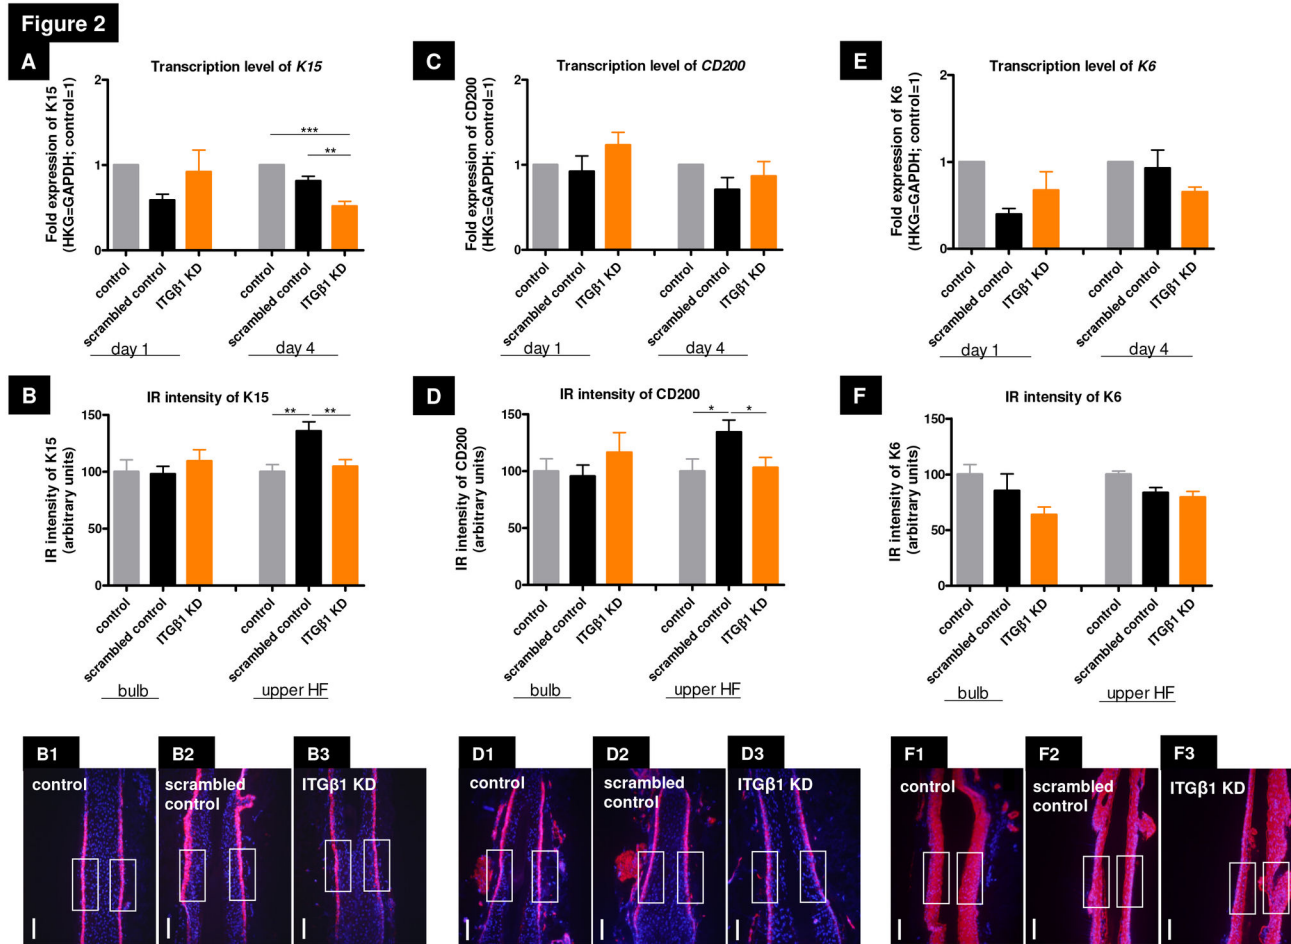 Figure 2
A
Transcription level of K15
Fold expression of K15
(HKG=GAPDH; control=1)
2
1
0
***
**
control
scrambled control
ITGβ1 KD
control
scrambled control
ITGβ1 KD
day 1
day 4
C
Transcription level of CD200
Fold expression of CD200
(HKG=GAPDH; control=1)
2
1
0
control
scrambled control
ITGβ1 KD
control
scrambled control
ITGβ1 KD
day 1
day 4
E
Transcription level of K6
Fold expression of K6
(HKG=GAPDH; control=1)
2
1
0
control
scrambled control
ITGβ1 KD
control
scrambled control
ITGβ1 KD
day 1
day 4
B
IR intensity of K15
IR intensity of K15
(arbitrary units)
150
100
50
0
**
**
control
scrambled control
ITGβ1 KD
control
scrambled control
ITGβ1 KD
bulb
upper HF
D
IR intensity of CD200
IR intensity of CD200
(arbitrary units)
150
100
50
0
*
*
control
scrambled control
ITGβ1 KD
control
scrambled control
ITGβ1 KD
bulb
upper HF
F
IR intensity of K6
IR intensity of K6
(arbitrary units)
150
100
50
0
control
scrambled control
ITGβ1 KD
control
scrambled control
ITGβ1 KD
bulb
upper HF
B1
control
B2
scrambled
control
B3
ITGβ1 KD
D1
control
D2
scrambled
control
D3
ITGβ1 KD
F1
control
F2
scrambled
control
F3
ITGβ1 KD